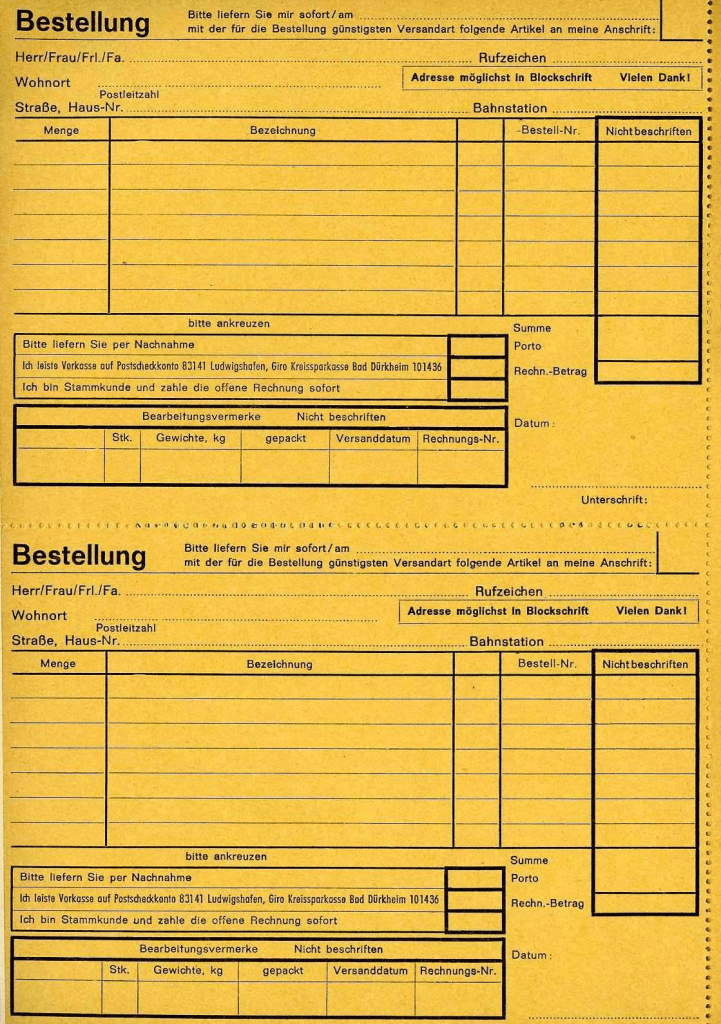 Bestellung
Bitte liefern Sie mir sofort/am
mit der für die Bestellung günstigsten Versandart folgende Artikel an meine Anschrift:
Herr/Frau/Frl./Fa. Rufzeichen
Wohnort Adresse möglichst in Blockschrift Vielen Dank!
Postleitzahl
Straße, Haus-Nr. Bahnstation
Menge Bezeichnung Bestell-Nr. Nicht beschriften
bitte ankreuzen
Summe
Bitte liefern Sie per Nachnahme Porto
Ich leiste Vorkasse auf Postscheckkonto 83141 Ludwigshafen, Giro Kreissparkasse Bad Dürkheim 101436 Rechn.-Betrag
Ich bin Stammkunde und zahle die offene Rechnung sofort
Bearbeitungsvermerke Nicht beschriften Datum:
Stk. Gewichte, kg gepackt Versanddatum Rechnungs-Nr.
Unterschrift:
Bestellung
Bitte liefern Sie mir sofort/am
mit der für die Bestellung günstigsten Versandart folgende Artikel an meine Anschrift:
Herr/Frau/Frl./Fa. Rufzeichen
Wohnort Adresse möglichst in Blockschrift Vielen Dank!
Postleitzahl
Straße, Haus-Nr. Bahnstation
Menge Bezeichnung Bestell-Nr. Nicht beschriften
bitte ankreuzen
Summe
Bitte liefern Sie per Nachnahme Porto
Ich leiste Vorkasse auf Postscheckkonto 83141 Ludwigshafen, Giro Kreissparkasse Bad Dürkheim 101436 Rechn.-Betrag
Ich bin Stammkunde und zahle die offene Rechnung sofort
Bearbeitungsvermerke Nicht beschriften Datum:
Stk. Gewichte, kg gepackt Versanddatum Rechnungs-Nr.